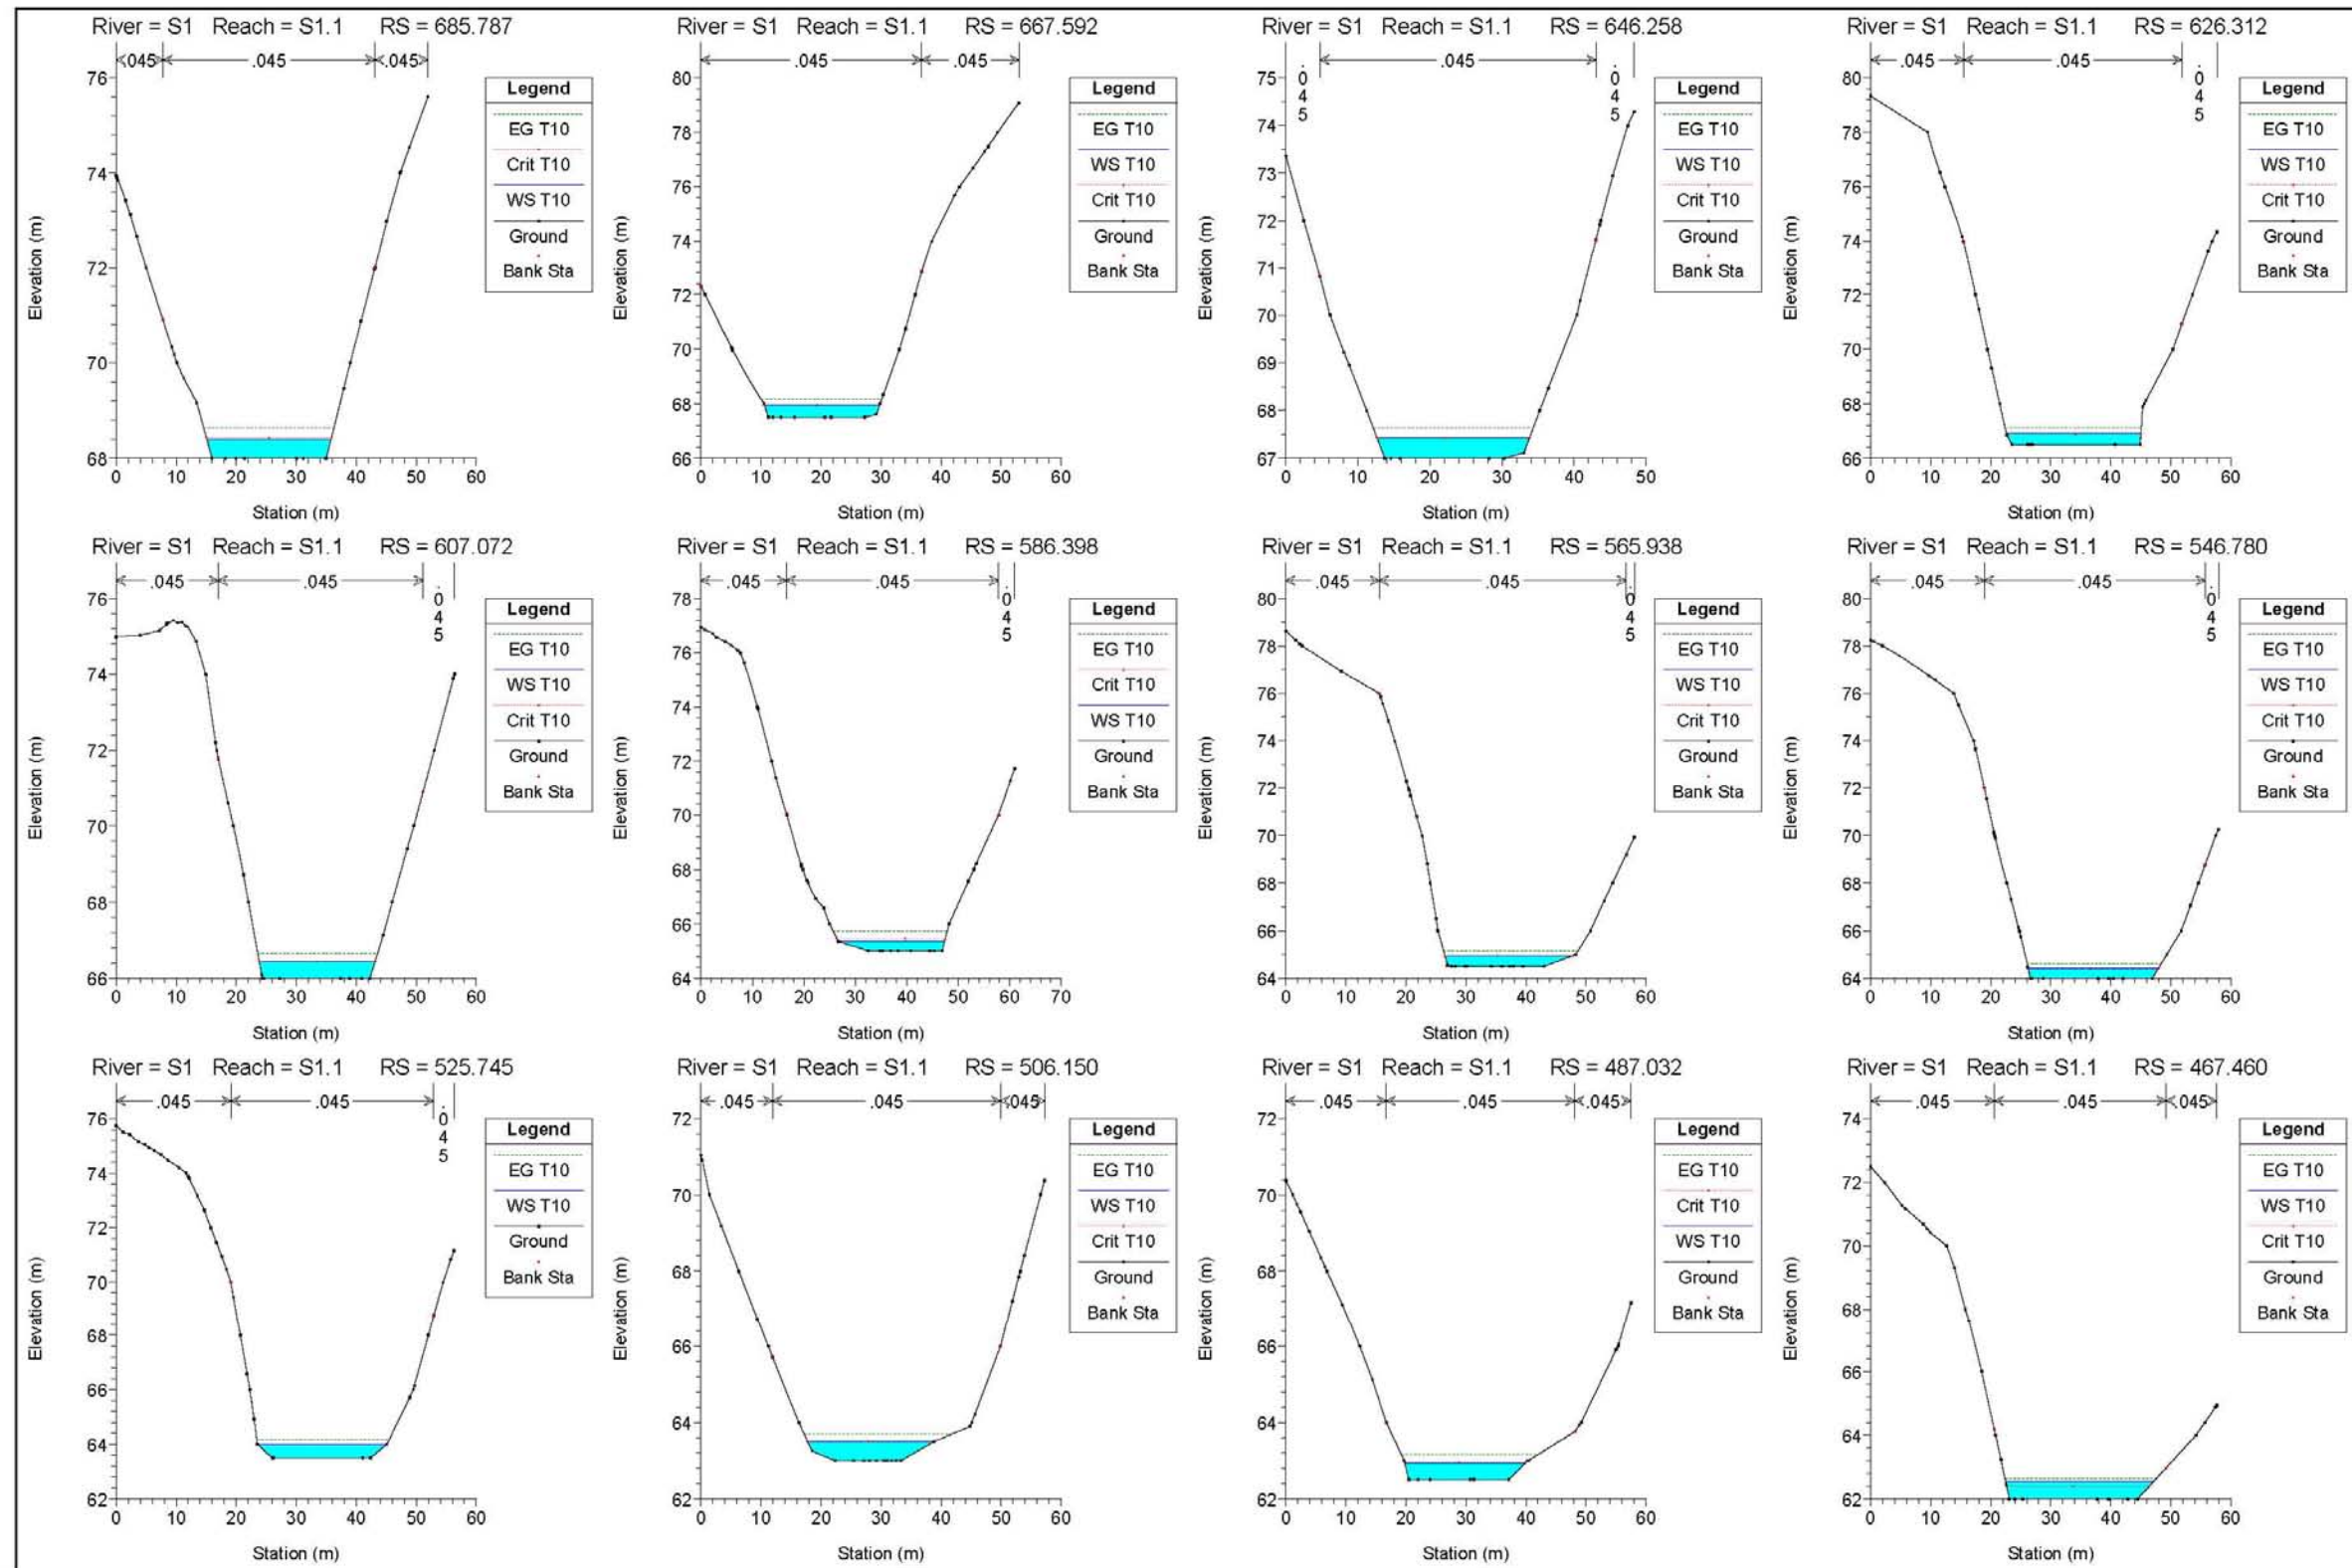 River = S1 Reach = S1.1 RS = 685.787
.045 .045 .045
Legend
EG T10
Crit T10
WS T10
Ground
Bank Sta
Elevation (m)
76
74
72
70
68
0 10 20 30 40 50 60
Station (m)
River = S1 Reach = S1.1 RS = 667.592
.045 .045
Legend
EG T10
WS T10
Crit T10
Ground
Bank Sta
Elevation (m)
80
78
76
74
72
70
68
66
0 10 20 30 40 50 60
Station (m)
River = S1 Reach = S1.1 RS = 646.258
.045 .045 .045
Legend
EG T10
WS T10
Crit T10
Ground
Bank Sta
Elevation (m)
75
74
73
72
71
70
69
68
67
0 10 20 30 40 50
Station (m)
River = S1 Reach = S1.1 RS = 626.312
.045 .045 .045
Legend
EG T10
WS T10
Crit T10
Ground
Bank Sta
Elevation (m)
80
78
76
74
72
70
68
66
0 10 20 30 40 50 60
Station (m)
River = S1 Reach = S1.1 RS = 607.072
.045 .045 .045
Legend
EG T10
WS T10
Crit T10
Ground
Bank Sta
Elevation (m)
76
74
72
70
68
66
0 10 20 30 40 50 60
Station (m)
River = S1 Reach = S1.1 RS = 586.398
.045 .045 .045
Legend
EG T10
Crit T10
WS T10
Ground
Bank Sta
Elevation (m)
78
76
74
72
70
68
66
64
0 10 20 30 40 50 60 70
Station (m)
River = S1 Reach = S1.1 RS = 565.938
.045 .045 .045
Legend
EG T10
WS T10
Crit T10
Ground
Bank Sta
Elevation (m)
80
78
76
74
72
70
68
66
64
0 10 20 30 40 50 60
Station (m)
River = S1 Reach = S1.1 RS = 546.780
.045 .045 .045
Legend
EG T10
WS T10
Crit T10
Ground
Bank Sta
Elevation (m)
80
78
76
74
72
70
68
66
64
0 10 20 30 40 50 60
Station (m)
River = S1 Reach = S1.1 RS = 525.745
.045 .045 .045
Legend
EG T10
WS T10
Ground
Bank Sta
Elevation (m)
76
74
72
70
68
66
64
62
0 10 20 30 40 50 60
Station (m)
River = S1 Reach = S1.1 RS = 506.150
.045 .045 .045
Legend
EG T10
WS T10
Crit T10
Ground
Bank Sta
Elevation (m)
72
70
68
66
64
62
0 10 20 30 40 50 60
Station (m)
River = S1 Reach = S1.1 RS = 487.032
.045 .045 .045
Legend
EG T10
Crit T10
WS T10
Ground
Bank Sta
Elevation (m)
72
70
68
66
64
62
0 10 20 30 40 50 60
Station (m)
River = S1 Reach = S1.1 RS = 467.460
.045 .045 .045
Legend
EG T10
WS T10
Crit T10
Ground
Bank Sta
Elevation (m)
74
72
70
68
66
64
62
0 10 20 30 40 50 60
Station (m)